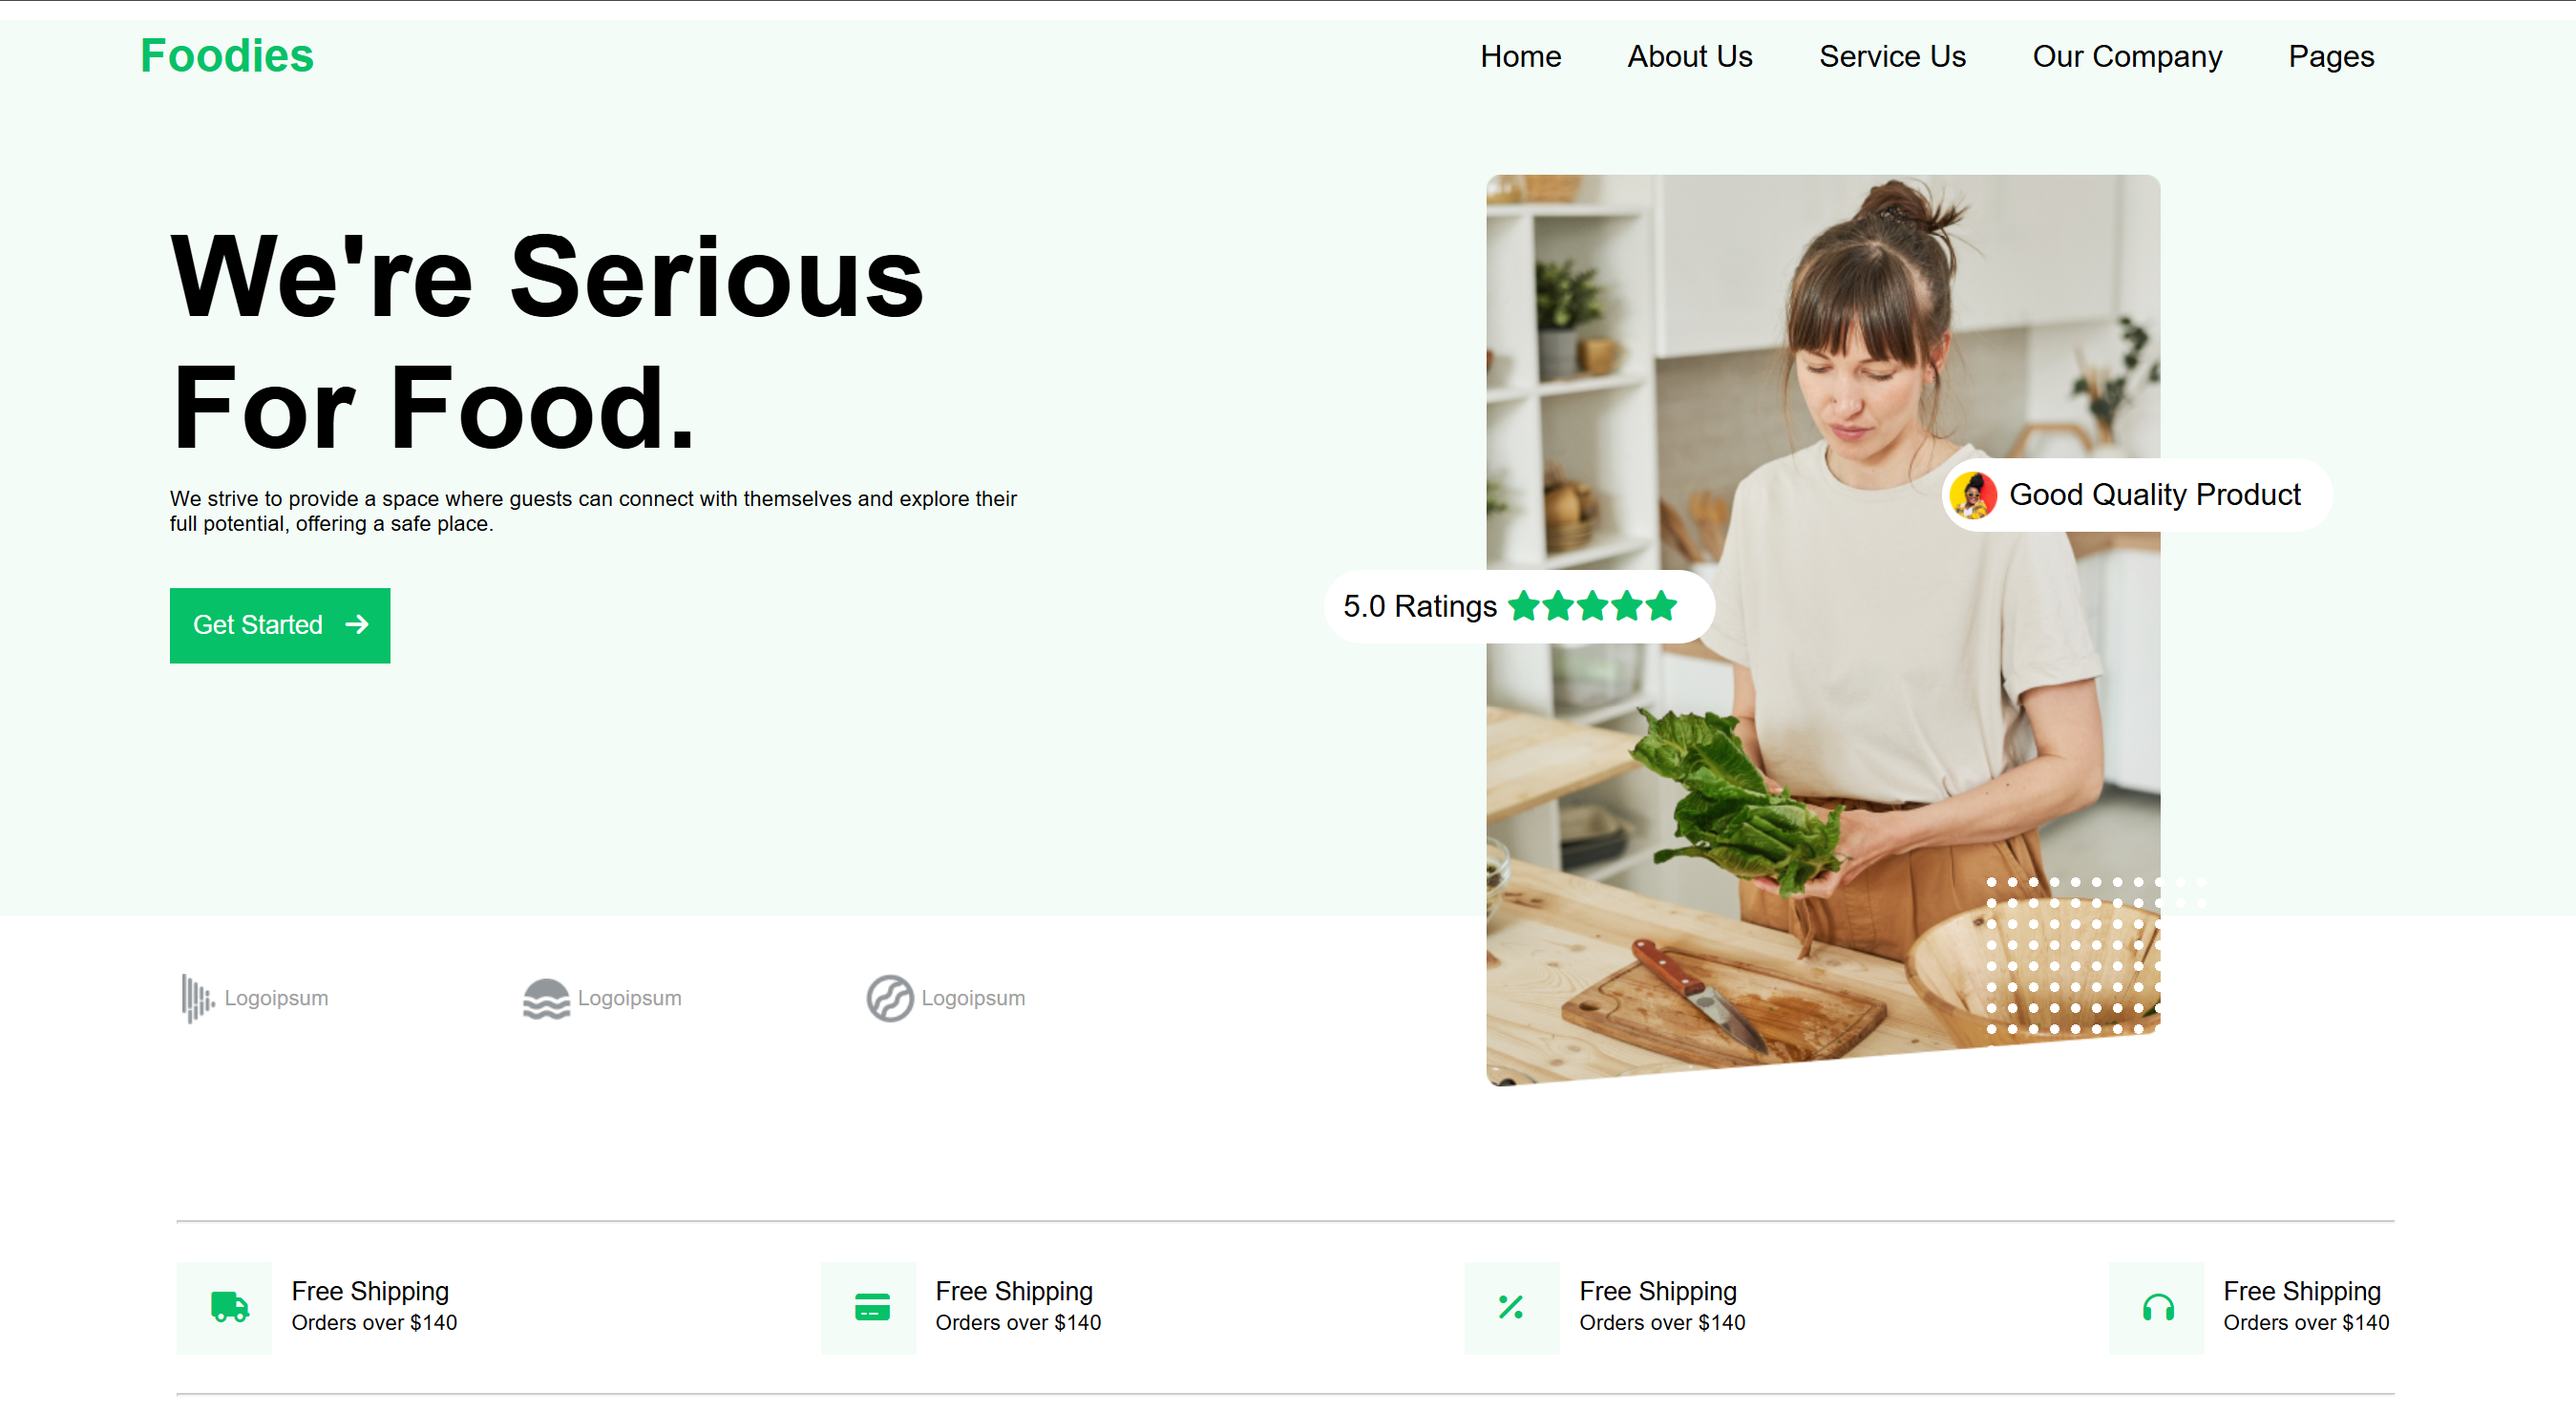 Foodies
Home About Us Service Us Our Company Pages
We're Serious
For Food.
We strive to provide a space where guests can connect with themselves and explore their
full potential, offering a safe place.
Get Started
Good Quality Product
5.0 Ratings
Logoipsum
Logoipsum
Logoipsum
Free Shipping
Orders over $140
Free Shipping
Orders over $140
Free Shipping
Orders over $140
Free Shipping
Orders over $140